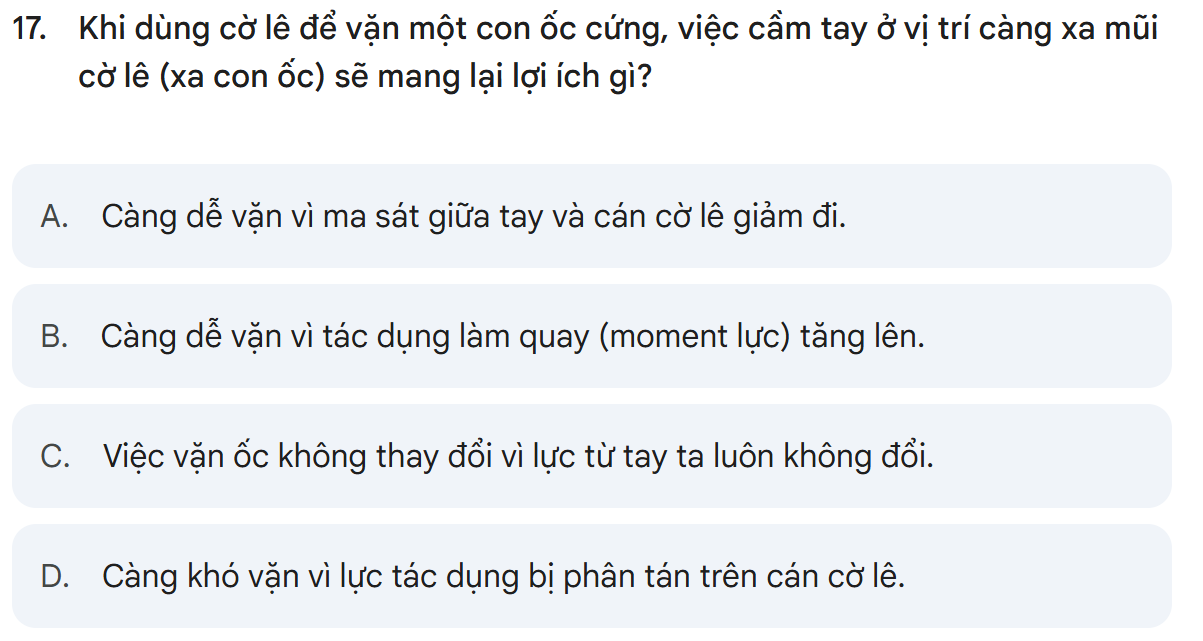 17. Khi dùng cờ lê để vặn một con ốc cứng, việc cầm tay ở vị trí càng xa mũi
cờ lê (xa con ốc) sẽ mang lại lợi ích gì?
A. Càng dễ vặn vì ma sát giữa tay và cán cờ lê giảm đi.
B. Càng dễ vặn vì tác dụng làm quay (moment lực) tăng lên.
C. Việc vặn ốc không thay đổi vì lực từ tay ta luôn không đổi.
D. Càng khó vặn vì lực tác dụng bị phân tán trên cán cờ lê.